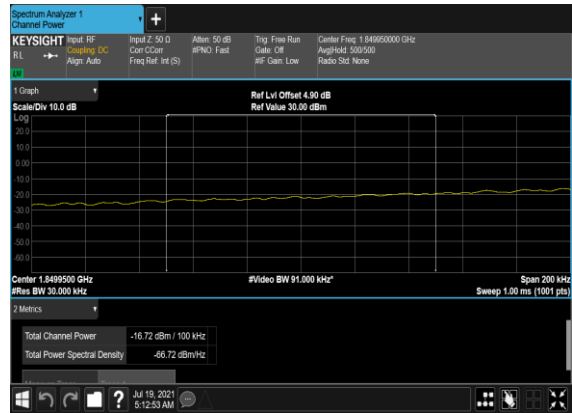 Spectrum Analyzer 1
Channel Power
+
KEYSIGHT Input: RF Input Z: 50 Ω Atten: 50 dB Trig: Free Run Center Freq: 1.849950000 GHz
RL Coupling: DC Corr CCorr #PNO: Fast Gate: Off Avg|Hold: 500/500
Align: Auto Freq Ref: Int (S) #IF Gain: Low Radio Std: None
LW
1 Graph
Ref Lvl Offset 4.90 dB
Scale/Div 10.0 dB Ref Value 30.00 dBm
Log
20.0
10.0
0.00
-10.0
-20.0
-30.0
-40.0
-50.0
-60.0
Center 1.8499500 GHz #Video BW 91.000 kHz* Span 200 kHz
#Res BW 30.000 kHz Sweep 1.00 ms (1001 pts)
2 Metrics
Total Channel Power -16.72 dBm / 100 kHz
Total Power Spectral Density -66.72 dBm/Hz
? Jul 19, 2021
5:12:53 AM